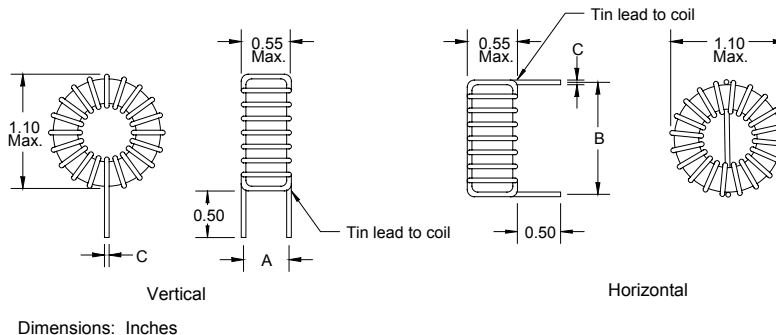 Tin lead to coil
0.55
Max.
0.55
Max.
C
1.10
Max.
1.10
Max.
B
0.50
Tin lead to coil
0.50
C
A
Vertical
Horizontal
Dimensions: Inches